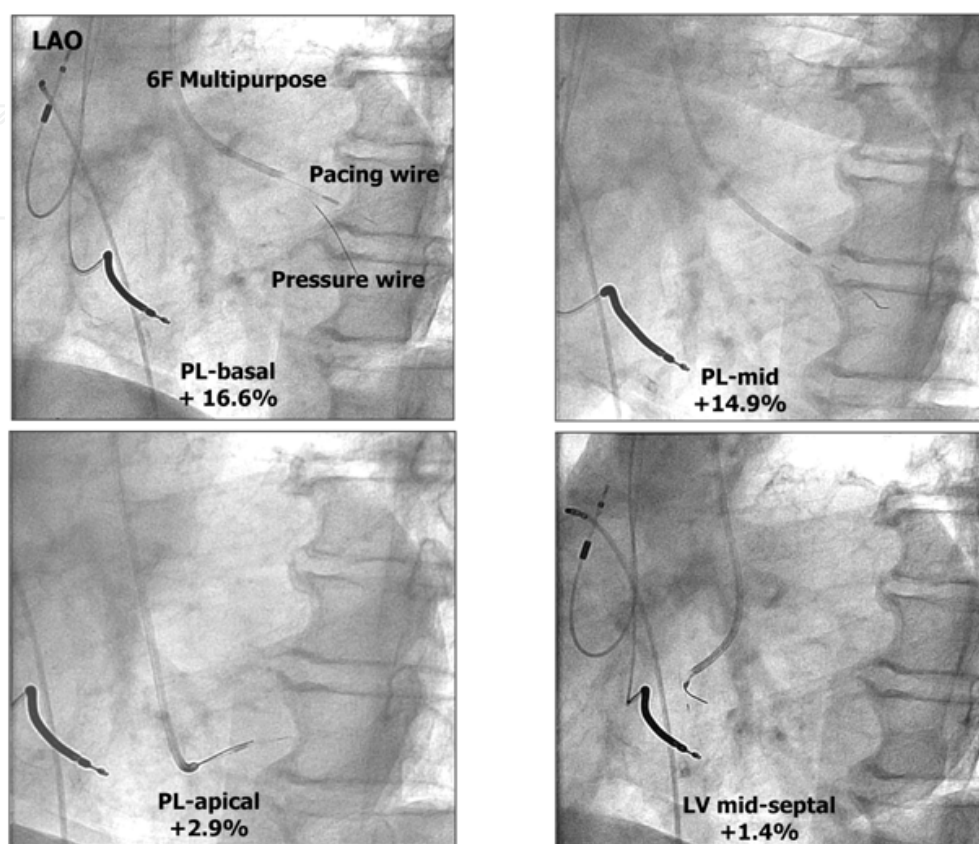 LAO
6F Multipurpose
Pacing wire
Pressure wire
PL-basal
+ 16.6%
PL-mid
+14.9%
PL-apical
+2.9%
LV mid-septal
+1.4%